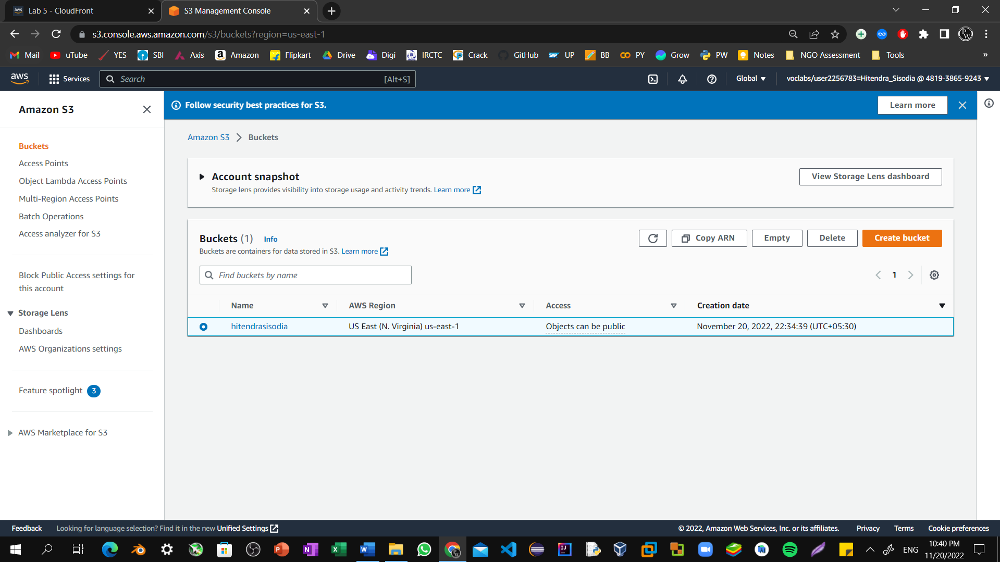 aws Lab 5 - CloudFront
S3 Management Console
s3.console.aws.amazon.com/s3/buckets?region=us-east-1
Mail uTube YES SBI Axis Amazon Flipkart Drive Digi IRCTC Crack GitHub UP BB PY Grow PW Notes NGO Assessment Tools »
aws Services Search [Alt+S] Global voclabs/user2256783=Hitendra_Sisodia @ 4819-3865-9243
Amazon S3
Buckets
Access Points
Object Lambda Access Points
Multi-Region Access Points
Batch Operations
Access analyzer for S3
Block Public Access settings for
this account
Storage Lens
Dashboards
AWS Organizations settings
Feature spotlight 3
AWS Marketplace for S3
Follow security best practices for S3. Learn more
Amazon S3 > Buckets
Account snapshot
Storage lens provides visibility into storage usage and activity trends. Learn more
View Storage Lens dashboard
Buckets (1) Info
Buckets are containers for data stored in S3. Learn more
Copy ARN Empty Delete Create bucket
Find buckets by name
1
Name AWS Region Access Creation date
hitendrasisodia US East (N. Virginia) us-east-1 Objects can be public November 20, 2022, 22:34:39 (UTC+05:30)
Feedback Looking for language selection? Find it in the new Unified Settings © 2022, Amazon Web Services, Inc. or its affiliates. Privacy Terms Cookie preferences
ENG
10:40 PM
11/20/2022